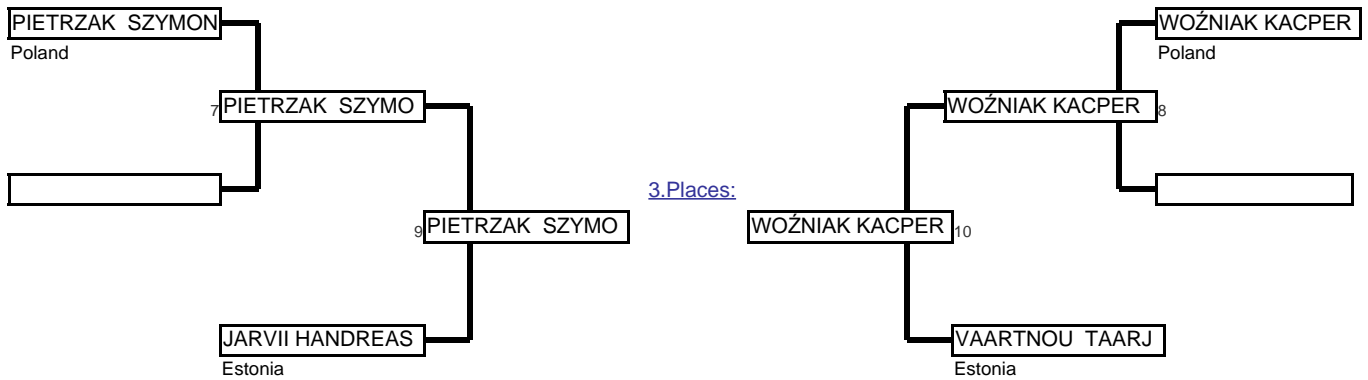 PIETRZAK  SZYMON
WOŹNIAK KACPER
Poland
Poland
7 PIETRZAK  SZYMO
WOŹNIAK KACPER 8
3.Places:
9 PIETRZAK  SZYMO
WOŹNIAK KACPER 10
JARVII HANDREAS
VAARTNOU  TAARJ
Estonia
Estonia